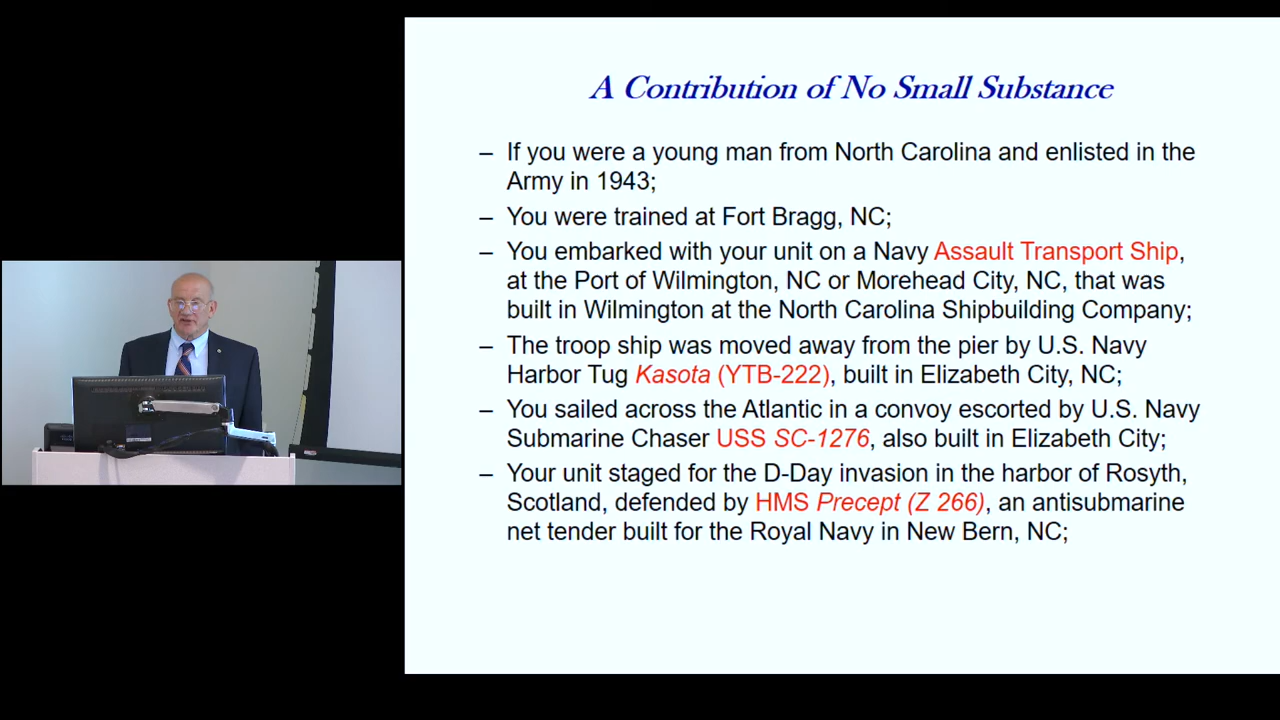 A Contribution of No Small Substance
– If you were a young man from North Carolina and enlisted in the
Army in 1943;
– You were trained at Fort Bragg, NC;
– You embarked with your unit on a Navy Assault Transport Ship,
at the Port of Wilmington, NC or Morehead City, NC, that was
built in Wilmington at the North Carolina Shipbuilding Company;
– The troop ship was moved away from the pier by U.S. Navy
Harbor Tug Kasota (YTB-222), built in Elizabeth City, NC;
– You sailed across the Atlantic in a convoy escorted by U.S. Navy
Submarine Chaser USS SC-1276, also built in Elizabeth City;
– Your unit staged for the D-Day invasion in the harbor of Rosyth,
Scotland, defended by HMS Precept (Z 266), an antisubmarine
net tender built for the Royal Navy in New Bern, NC;